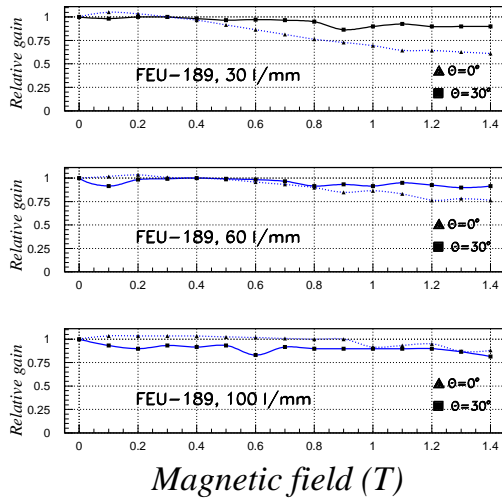 Relative gain
1
0.75
0.5
0.25
0
FEU-189, 30 l/mm
▲ Θ=0°
■ Θ=30°
0 0.2 0.4 0.6 0.8 1 1.2 1.4
Relative gain
1
0.75
0.5
0.25
0
FEU-189, 60 l/mm
▲ Θ=0°
■ Θ=30°
0 0.2 0.4 0.6 0.8 1 1.2 1.4
Relative gain
1
0.75
0.5
0.25
0
FEU-189, 100 l/mm
▲ Θ=0°
■ Θ=30°
0 0.2 0.4 0.6 0.8 1 1.2 1.4
Magnetic field (T)